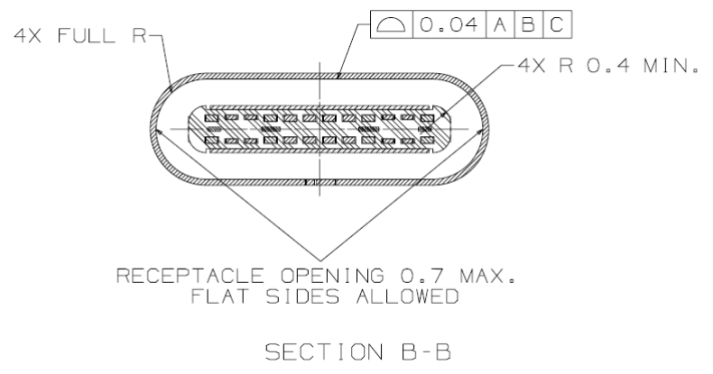 4X FULL R
⌓ 0.04 A B C
4X R 0.4 MIN.
RECEPTACLE OPENING 0.7 MAX.
FLAT SIDES ALLOWED
SECTION B-B